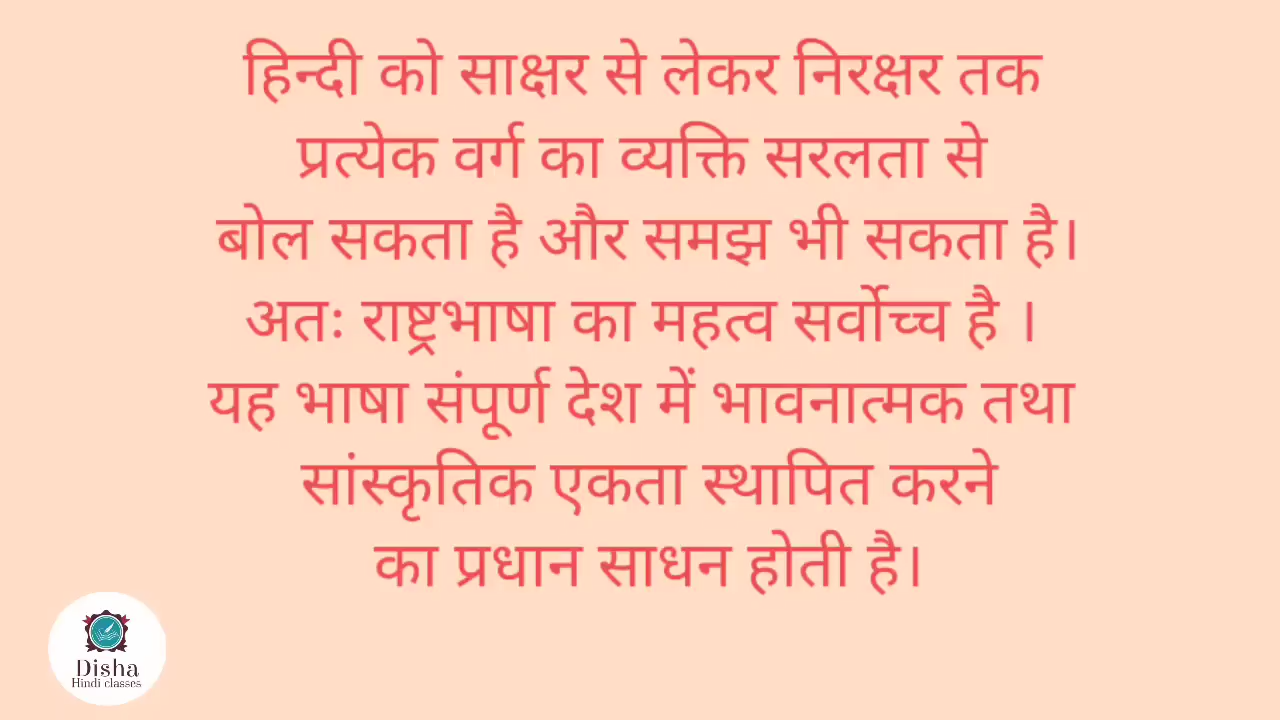 हिन्दी को साक्षर से लेकर निरक्षर तक
प्रत्येक वर्ग का व्यक्ति सरलता से
बोल सकता है और समझ भी सकता है।
अतः राष्ट्रभाषा का महत्व सर्वोच्च है ।
यह भाषा संपूर्ण देश में भावनात्मक तथा
सांस्कृतिक एकता स्थापित करने
का प्रधान साधन होती है।
Disha
Hindi classes